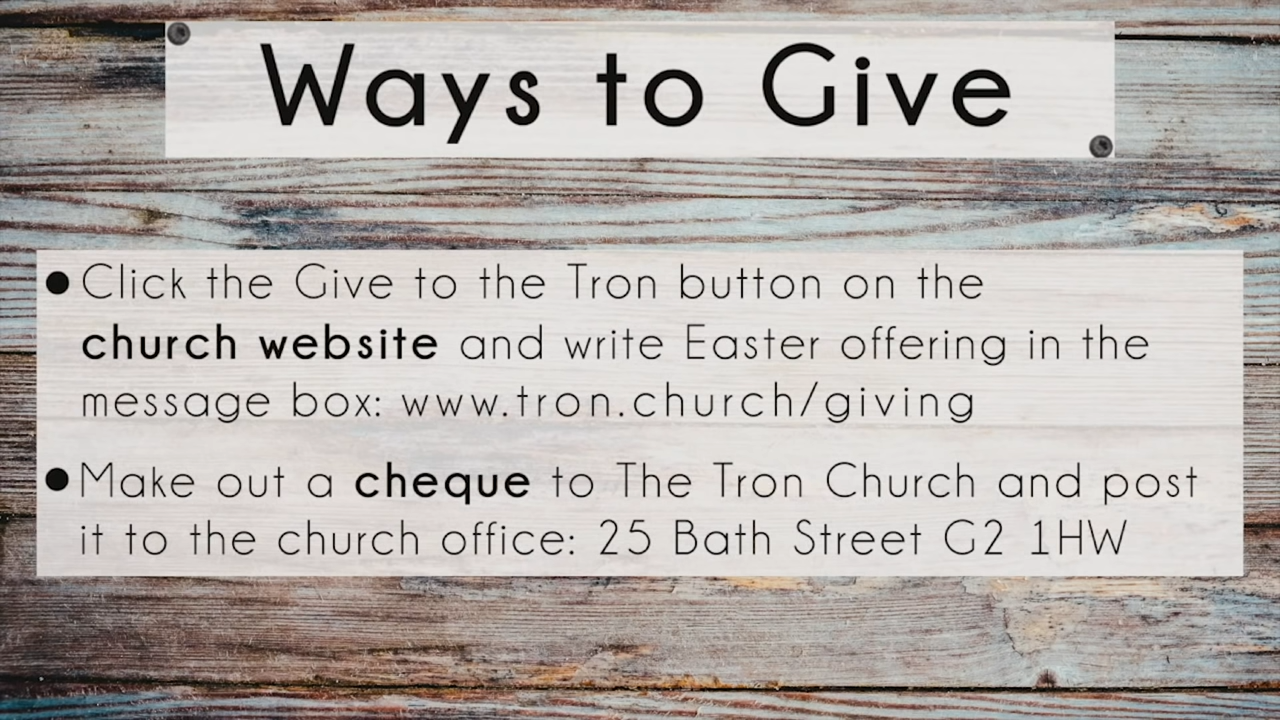 Ways to Give
● Click the Give to the Tron button on the
church website and write Easter offering in the
message box: www.tron.church/giving
● Make out a cheque to The Tron Church and post
it to the church office: 25 Bath Street G2 1HW